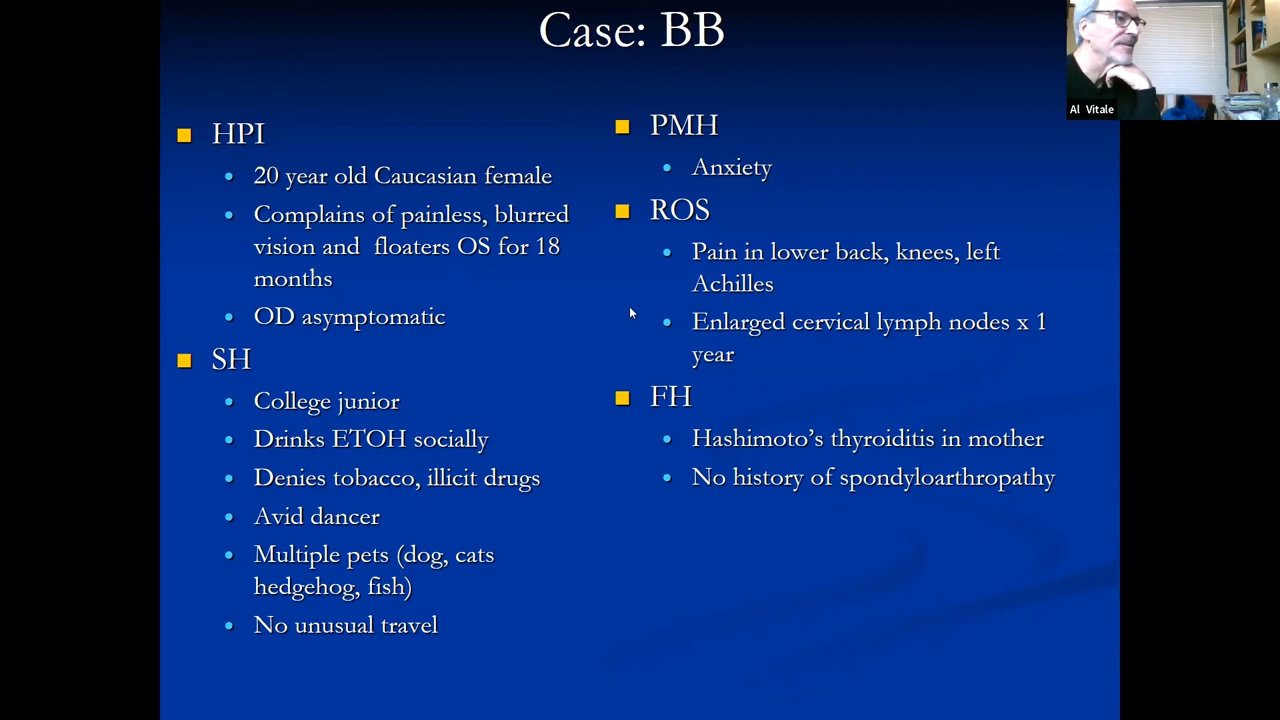 Case: BB
HPI
20 year old Caucasian female
Complains of painless, blurred
vision and floaters OS for 18
months
OD asymptomatic
SH
College junior
Drinks ETOH socially
Denies tobacco, illicit drugs
Avid dancer
Multiple pets (dog, cats
hedgehog, fish)
No unusual travel
PMH
Anxiety
ROS
Pain in lower back, knees, left
Achilles
Enlarged cervical lymph nodes x 1
year
FH
Hashimoto’s thyroiditis in mother
No history of spondyloarthropathy
Al Vitale